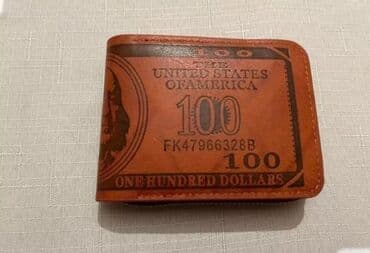 100
THE
UNITED STATES
OFAMERICA
100
FK47966328B
100
ONE HUNDRED DOLLARS